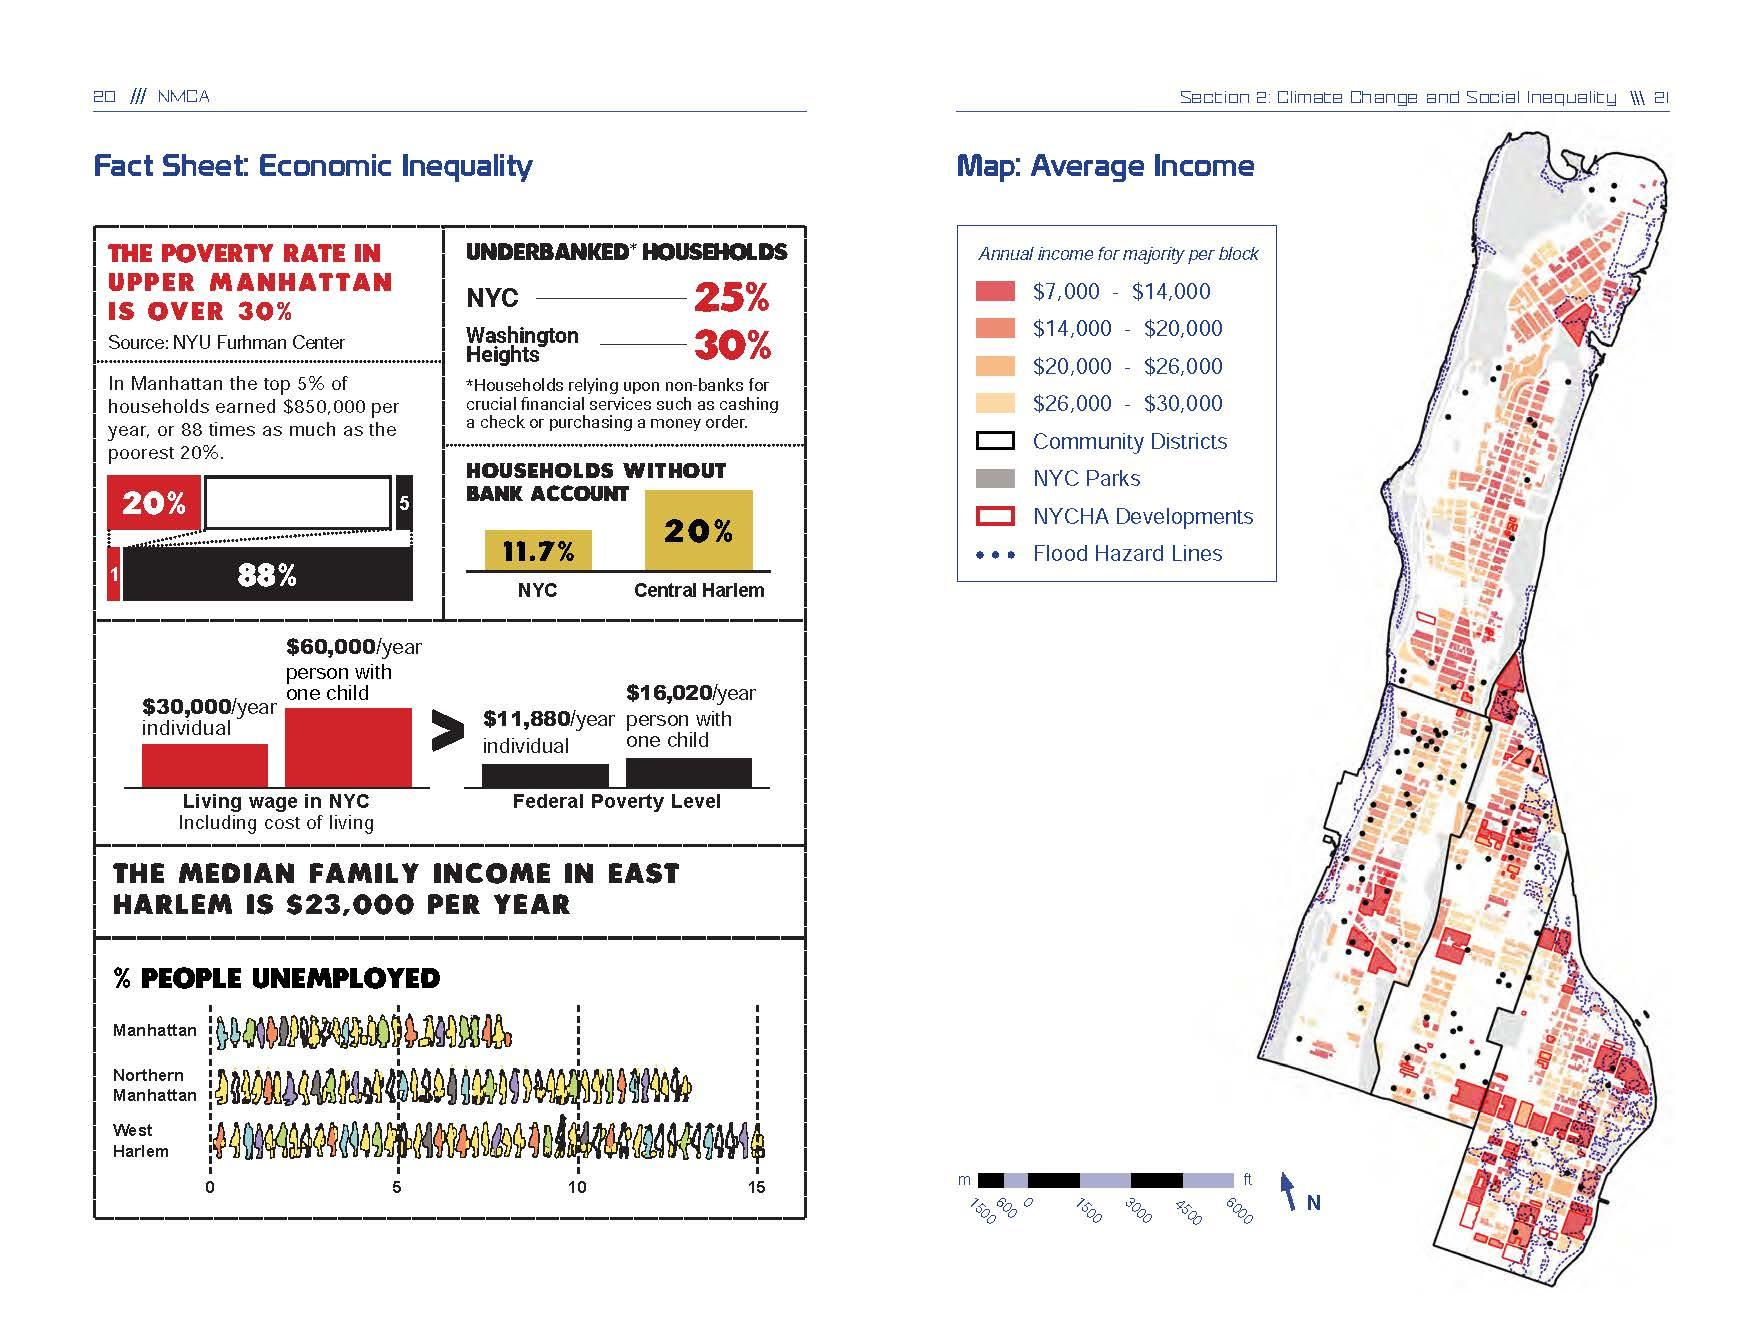 20 /// NMCA
Fact Sheet: Economic Inequality
THE POVERTY RATE IN
UPPER MANHATTAN
IS OVER 30%
Source: NYU Furhman Center
In Manhattan the top 5% of
households earned $850,000 per
year, or 88 times as much as the
poorest 20%.
20%
5
1
88%
UNDERBANKED* HOUSEHOLDS
NYC 25%
Washington
Heights
30%
*Households relying upon non-banks for
crucial financial services such as cashing
a check or purchasing a money order.
HOUSEHOLDS WITHOUT
BANK ACCOUNT
11.7%
20%
NYC
Central Harlem
$30,000/year
individual
$60,000/year
person with
one child
>
$11,880/year
individual
$16,020/year
person with
one child
Living wage in NYC
Including cost of living
Federal Poverty Level
THE MEDIAN FAMILY INCOME IN EAST
HARLEM IS $23,000 PER YEAR
% PEOPLE UNEMPLOYED
Manhattan
Northern
Manhattan
West
Harlem
0 5 10 15
Section 2: Climate Change and Social Inequality \\\ 21
Map: Average Income
Annual income for majority per block
$7,000 - $14,000
$14,000 - $20,000
$20,000 - $26,000
$26,000 - $30,000
Community Districts
NYC Parks
NYCHA Developments
Flood Hazard Lines
m ft
1500 600 0 1500 3000 4500 6000
N